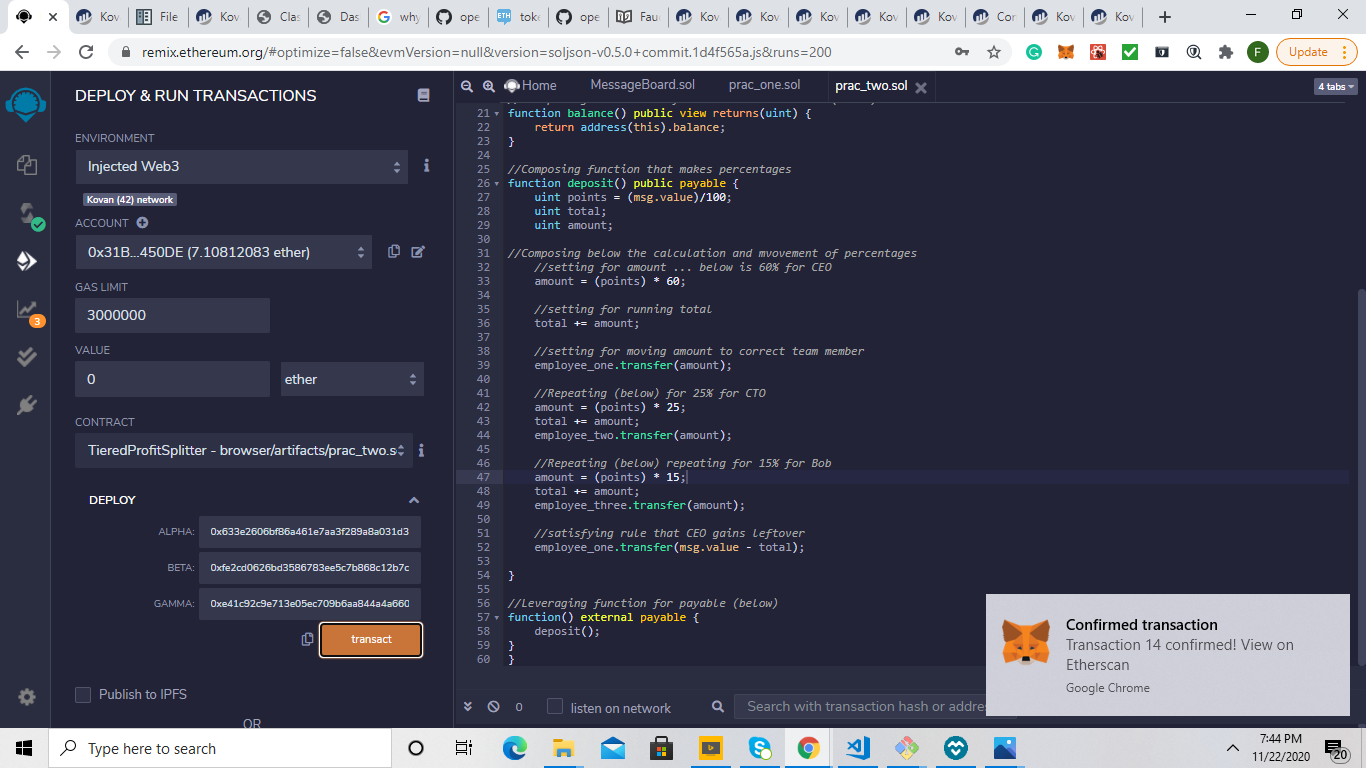 Kov
File
Kov
Kov
Clas
Das
why
ope
toke
ope
Fau
Kov
Kov
Kov
Kov
Kov
Con
Kov
Kov
remix.ethereum.org/#optimize=false&evmVersion=null&version=soljson-v0.5.0+commit.1d4f565a.js&runs=200
F
Update
DEPLOY & RUN TRANSACTIONS
ENVIRONMENT
Injected Web3
Kovan (42) network
ACCOUNT
0x31B...450DE (7.10812083 ether)
GAS LIMIT
3000000
3
VALUE
0
ether
CONTRACT
TieredProfitSplitter - browser/artifacts/prac_two.s
DEPLOY
ALPHA:
0x633e2606bf86a461e7aa3f289a8a031d3
BETA:
0xfe2cd0626bd3586783ee5c7b868c12b7c
GAMMA:
0xe41c92c9e713e05ec709b6aa844a4a660
transact
Publish to IPFS
OR
Home
MessageBoard.sol
prac_one.sol
prac_two.sol
4 tabs
21 function balance() public view returns(uint) {
22 return address(this).balance;
23 }
24
25 //Composing function that makes percentages
26 function deposit() public payable {
27 uint points = (msg.value)/100;
28 uint total;
29 uint amount;
30
31 //Composing below the calculation and mvovement of percentages
32 //setting for amount ... below is 60% for CEO
33 amount = (points) * 60;
34
35 //setting for running total
36 total += amount;
37
38 //setting for moving amount to correct team member
39 employee_one.transfer(amount);
40
41 //Repeating (below) for 25% for CTO
42 amount = (points) * 25;
43 total += amount;
44 employee_two.transfer(amount);
45
46 //Repeating (below) repeating for 15% for Bob
47 amount = (points) * 15;
48 total += amount;
49 employee_three.transfer(amount);
50
51 //satisfying rule that CEO gains leftover
52 employee_one.transfer(msg.value - total);
53
54 }
55
56 //Leveraging function for payable (below)
57 function() external payable {
58 deposit();
59 }
60 }
0
listen on network
Search with transaction hash or addre
Confirmed transaction
Transaction 14 confirmed! View on
Etherscan
Google Chrome
Type here to search
7:44 PM
11/22/2020
20